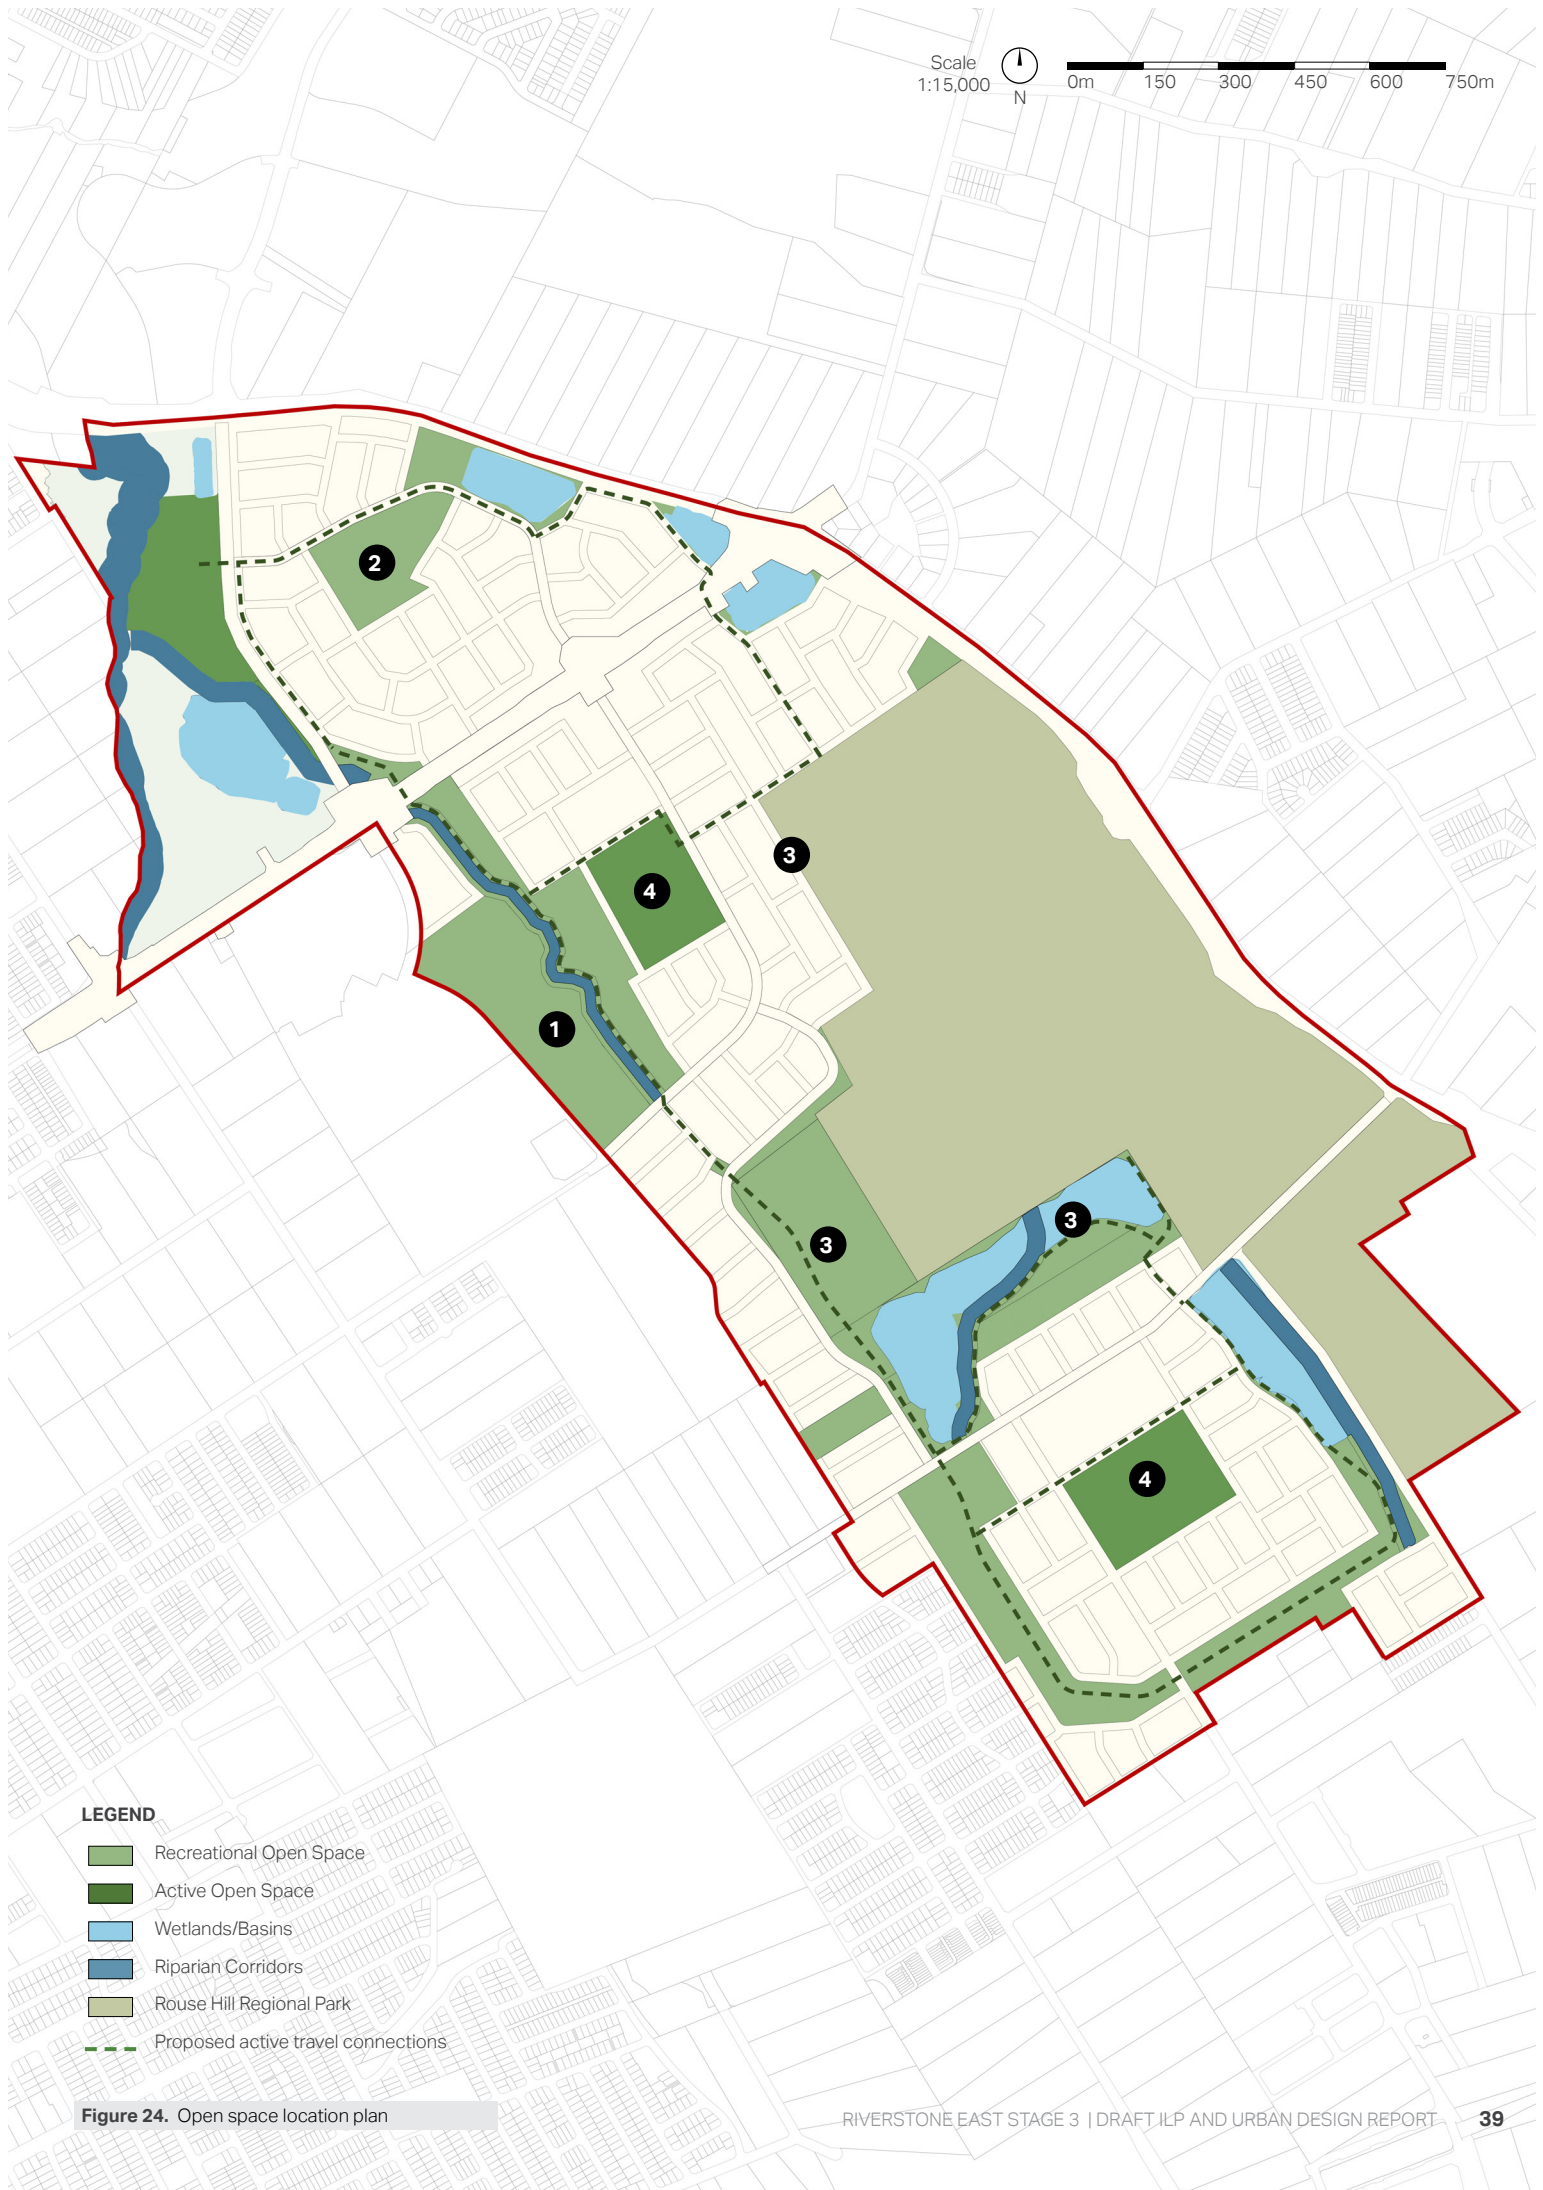 Scale
1:15,000
N
0m 150 300 450 600 750m
2
3
4
1
3
3
4
LEGEND
Recreational Open Space
Active Open Space
Wetlands/Basins
Riparian Corridors
Rouse Hill Regional Park
Proposed active travel connections
Figure 24. Open space location plan
RIVERSTONE EAST STAGE 3 | DRAFT ILP AND URBAN DESIGN REPORT 39